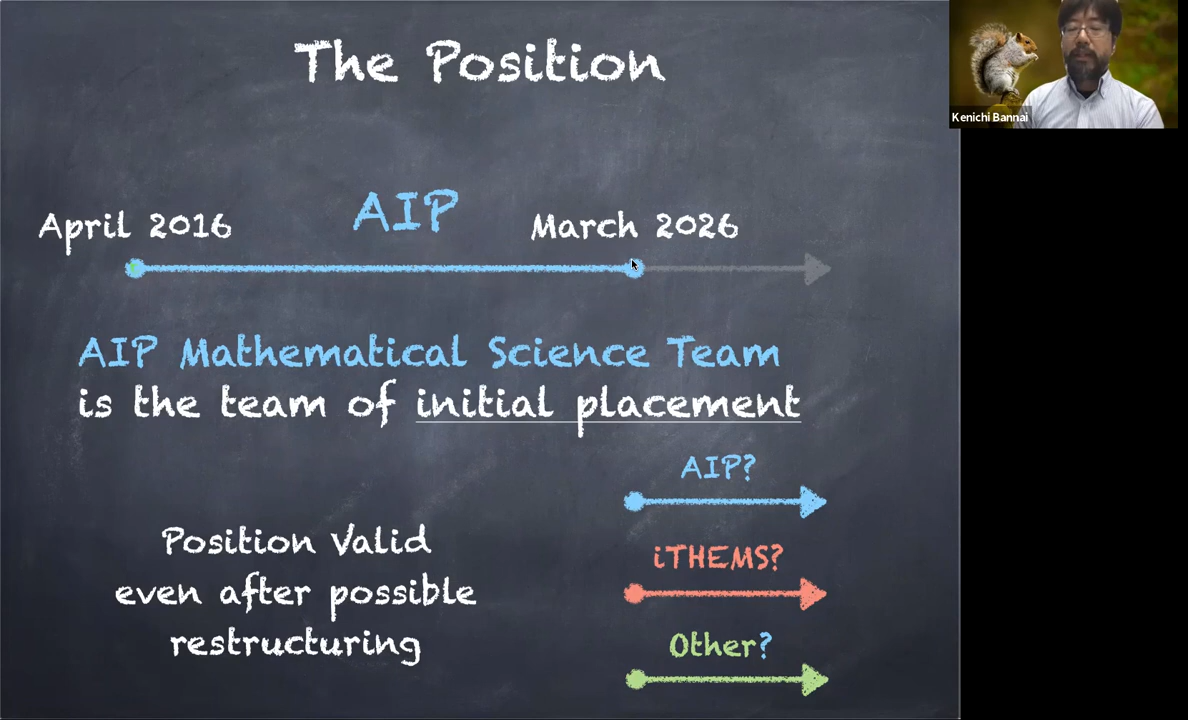 The Position
Kenichi Bannai
April 2016
AIP
March 2026
AIP Mathematical Science Team
is the team of initial placement
AIP?
Position Valid
even after possible
restructuring
iTHEMS?
Other?